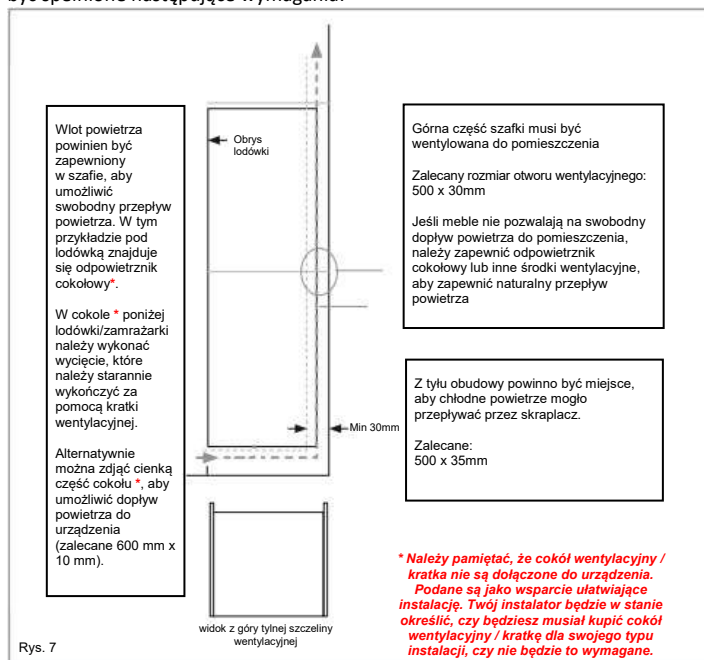 być spełnione następujące wymagania:
Wlot powietrza
powinien być
zapewniony
w szafie, aby
umożliwić
swobodny przepływ
powietrza. W tym
przykładzie pod
lodówką znajduje
się odpowietrznik
cokołowy*.
W cokole * poniżej
lodówki/zamrażarki
należy wykonać
wycięcie, które
należy starannie
wykończyć za
pomocą kratki
wentylacyjnej.
Alternatywnie
można zdjąć cienką
część cokołu *, aby
umożliwić dopływ
powietrza do
urządzenia
(zalecane 600 mm x
10 mm).
Obrys
lodówki
Min 30mm
widok z góry tylnej szczeliny
wentylacyjnej
Górna część szafki musi być
wentylowana do pomieszczenia
Zalecany rozmiar otworu wentylacyjnego:
500 x 30mm
Jeśli meble nie pozwalają na swobodny
dopływ powietrza do pomieszczenia,
należy zapewnić odpowietrznik
cokołowy lub inne środki wentylacyjne,
aby zapewnić naturalny przepływ
powietrza
Z tyłu obudowy powinno być miejsce,
aby chłodne powietrze mogło
przepływać przez skraplacz.
Zalecane:
500 x 35mm
* Należy pamiętać, że cokół wentylacyjny /
kratka nie są dołączone do urządzenia.
Podane są jako wsparcie ułatwiające
instalację. Twój instalator będzie w stanie
określić, czy będziesz musiał kupić cokół
wentylacyjny / kratkę dla swojego typu
instalacji, czy nie będzie to wymagane.
Rys. 7